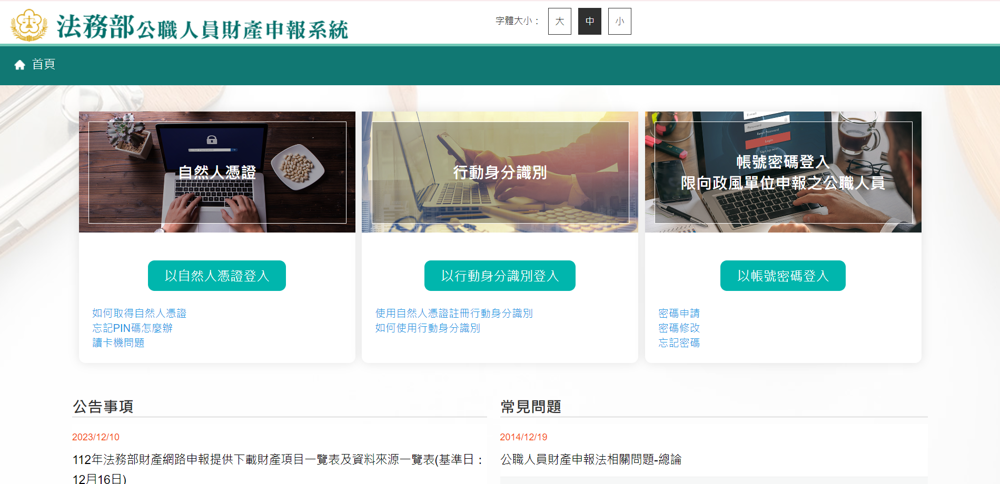 法務部公職人員財產申報系統
字體大小：
大
中
小
首頁
自然人憑證
行動身分識別
E-mail
Password
Reset Password
Login
Sign up now
帳號密碼登入
限向政風單位申報之公職人員
以自然人憑證登入
以行動身分識別登入
以帳號密碼登入
如何取得自然人憑證
忘記PIN碼怎麼辦
讀卡機問題
使用自然人憑證註冊行動身分識別
如何使用行動身分識別
密碼申請
密碼修改
忘記密碼
公告事項
2023/12/10
112年法務部財產網路申報提供下載財產項目一覽表及資料來源一覽表(基準日：
12月16日)
常見問題
2014/12/19
公職人員財產申報法相關問題-總論